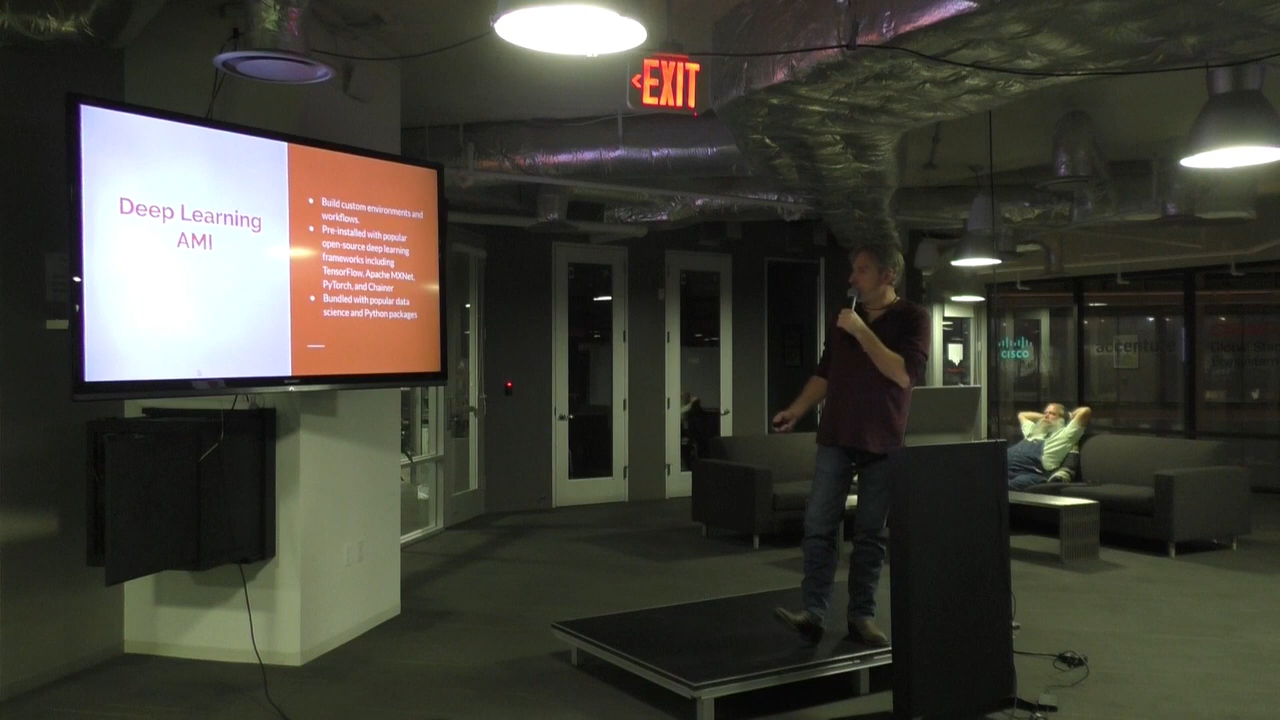 <EXIT
Deep Learning
AMI
● Build custom environments and
workflows.
● Pre-installed with popular
open-source deep learning
frameworks including
TensorFlow, Apache MXNet,
PyTorch, and Chainer
● Bundled with popular data
science and Python packages
CISCO
accenture